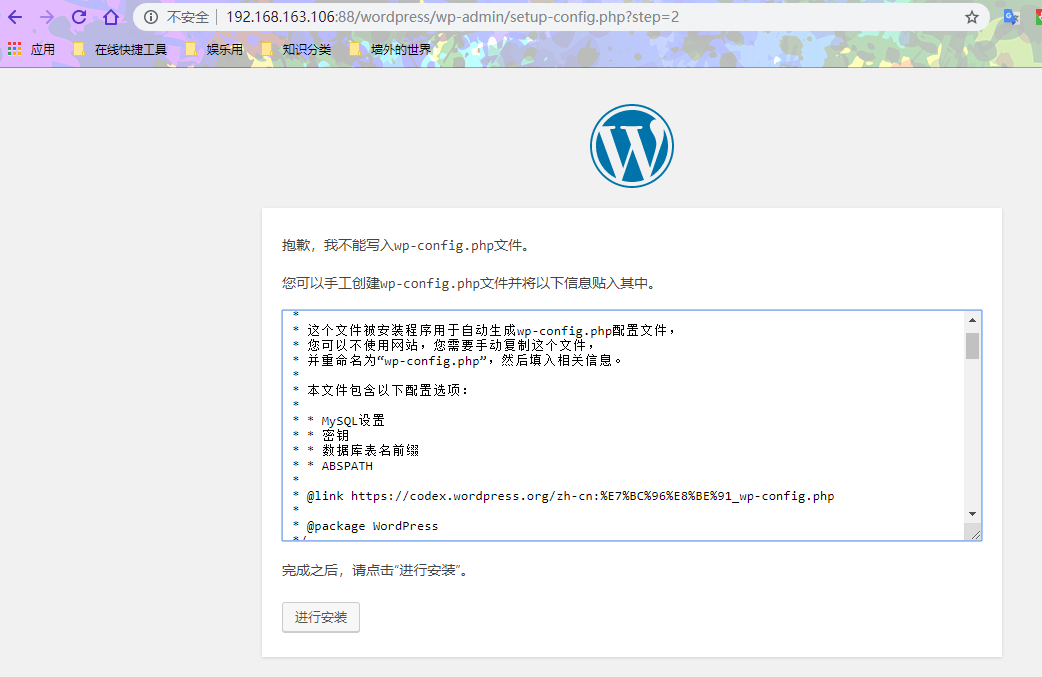 不安全 192.168.163.106:88/wordpress/wp-admin/setup-config.php?step=2
应用 在线快捷工具 娱乐用 知识分类 墙外的世界
抱歉，我不能写入wp-config.php文件。
您可以手工创建wp-config.php文件并将以下信息贴入其中。
*
* 这个文件被安装程序用于自动生成wp-config.php配置文件，
* 您可以不使用网站，您需要手动复制这个文件，
* 并重命名为“wp-config.php”，然后填入相关信息。
*
* 本文件包含以下配置选项：
*
* * MySQL设置
* * 密钥
* * 数据库表名前缀
* * ABSPATH
*
* @link https://codex.wordpress.org/zh-cn:%E7%BC%96%E8%BE%91_wp-config.php
*
* @package WordPress
*/
完成之后，请点击“进行安装”。
进行安装